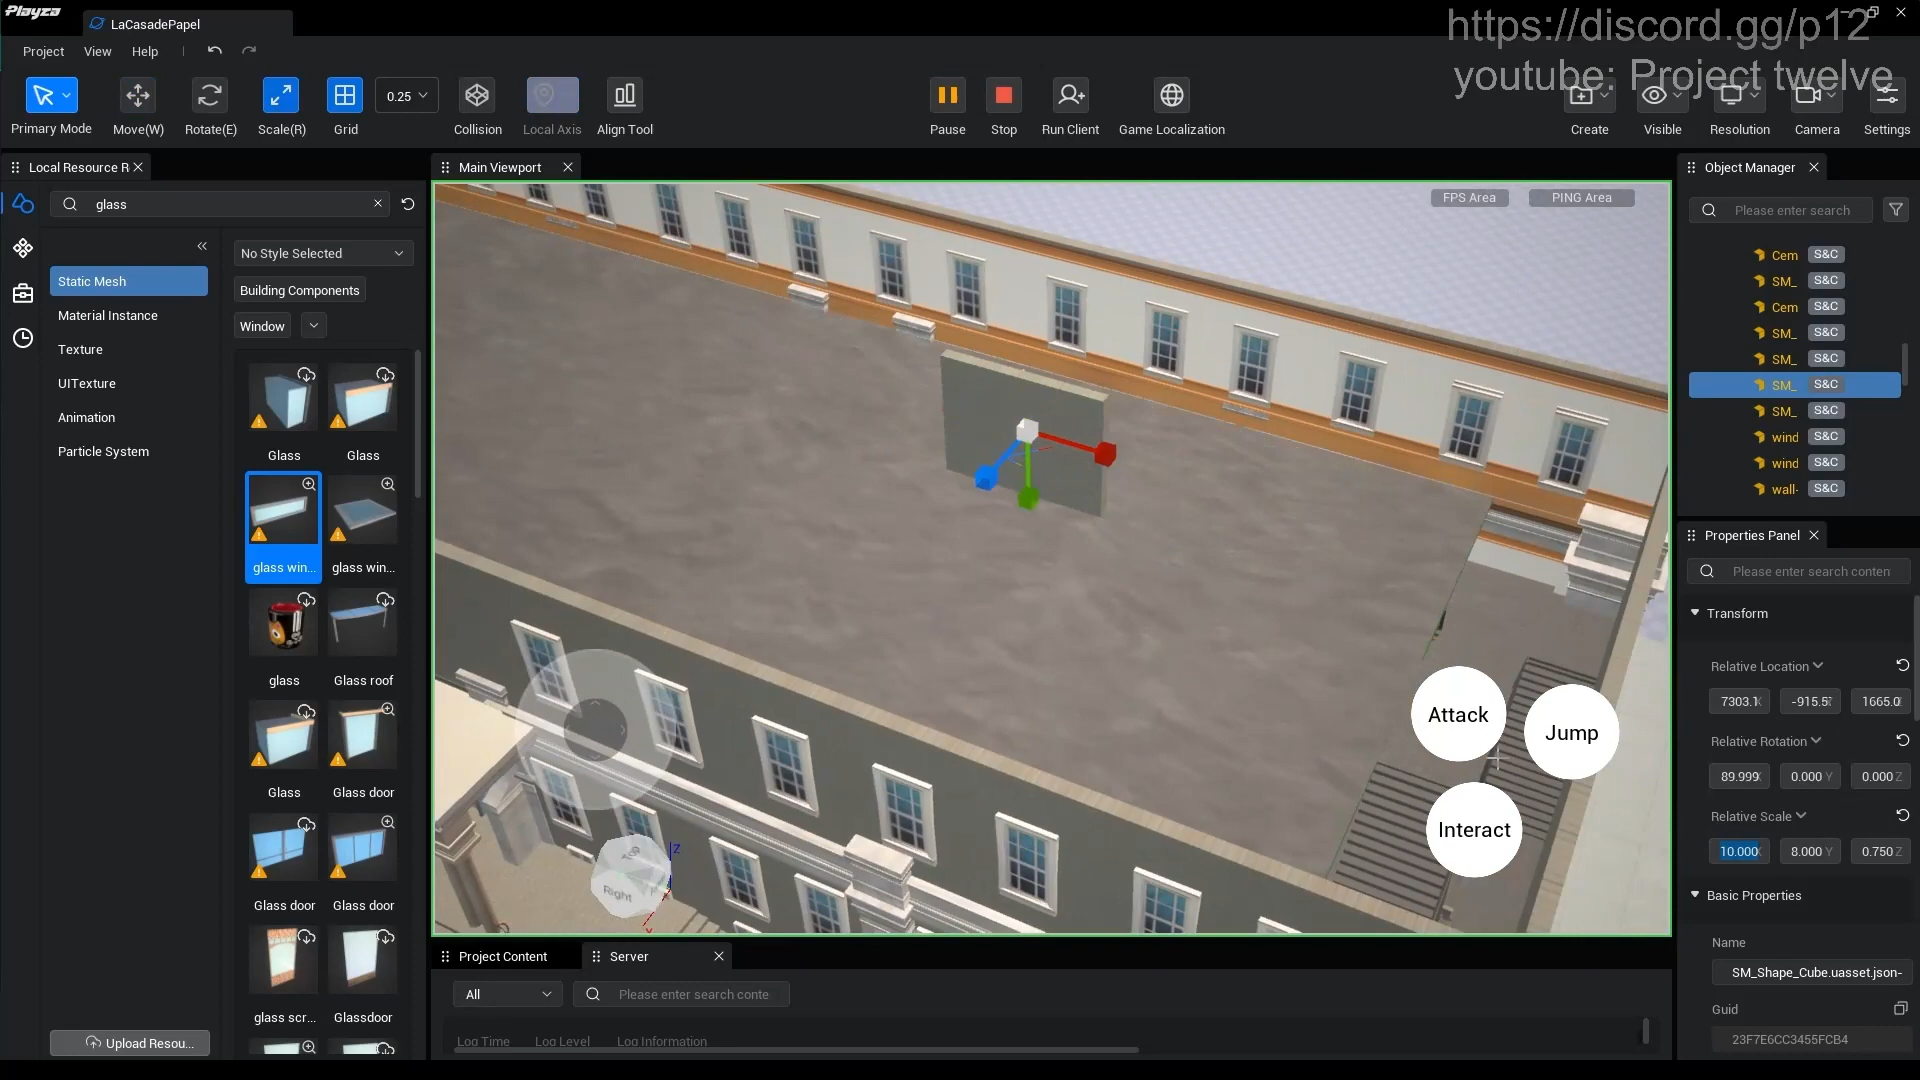 Playza
LaCasadePapel
https://discord.gg/p12
youtube: Project twelve
Project
View
Help
Primary Mode
Move(W)
Rotate(E)
Scale(R)
Grid
0.25
Collision
Local Axis
Align Tool
Pause
Stop
Run Client
Game Localization
Create
Visible
Resolution
Camera
Settings
Local Resource R
glass
Static Mesh
Material Instance
Texture
UITexture
Animation
Particle System
Upload Resou...
No Style Selected
Building Components
Window
Glass
Glass
glass win...
glass win...
glass
Glass roof
Glass
Glass door
Glass door
Glass door
glass scr...
Glassdoor
Main Viewport
FPS Area
PING Area
Attack
Jump
Interact
TOP
Right
Z
Project Content
Server
All
Please enter search conte
Log Time
Log Level
Log Information
Object Manager
Please enter search
Cem S&C
SM_ S&C
Cem S&C
SM_ S&C
SM_ S&C
SM_ S&C
SM_ S&C
wind S&C
wind S&C
wall- S&C
Properties Panel
Please enter search conten
Transform
Relative Location
7303.1 -915.5 1665.0
Relative Rotation
89.999 0.000 Y 0.000 Z
Relative Scale
10.000 8.000 Y 0.750 Z
Basic Properties
Name
SM_Shape_Cube.uasset.json-
Guid
23F7E6CC3455FCB4